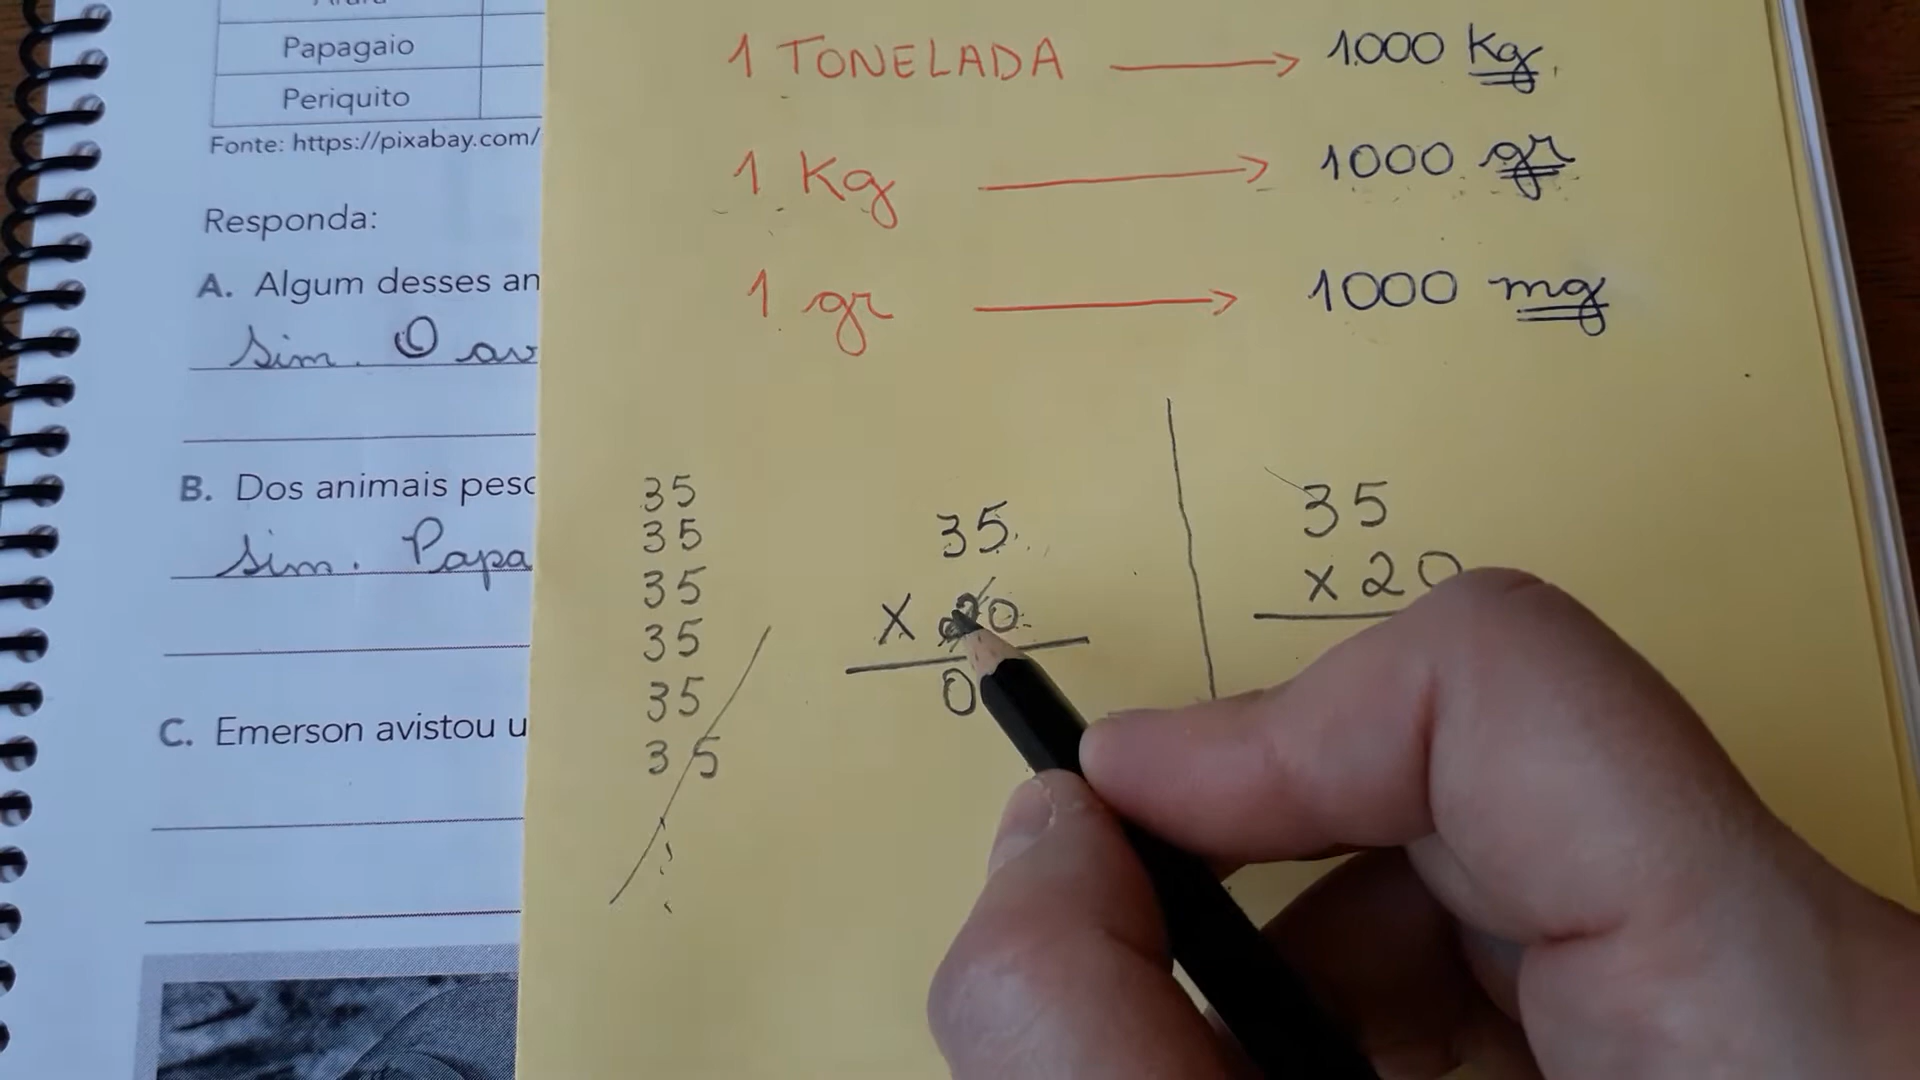 Papagaio
Periquito
Fonte: https://pixabay.com/
Responda:
A. Algum desses an
Sim. O av
B. Dos animais pesc
Sim. Papa
C. Emerson avistou u
1 TONELADA → 1000 Kg
1 Kg → 1000 gr
1 gr → 1000 mg
35
35
35
35
35
35
35
X 20
0
35
x 20